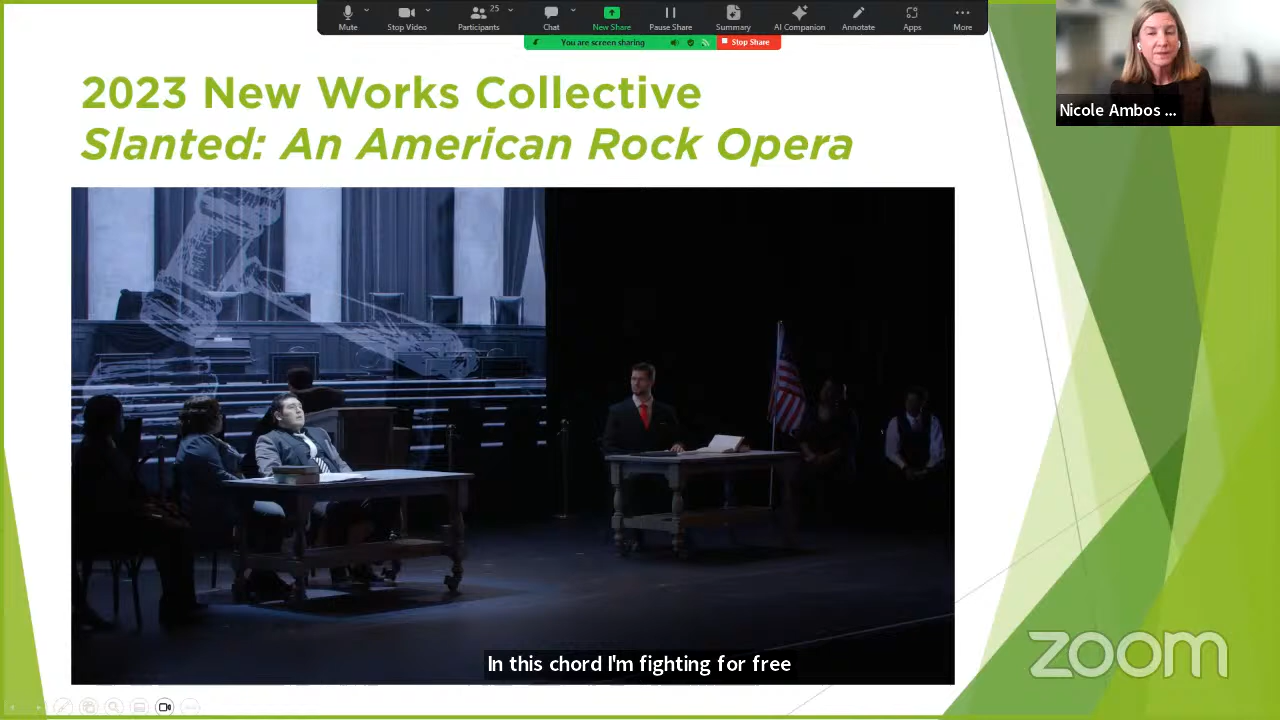 Mute
Stop Video
25
Participants
Chat
New Share
Pause Share
Summary
AI Companion
Annotate
Apps
More
You are screen sharing
Stop Share
Nicole Ambos ...
2023 New Works Collective
Slanted: An American Rock Opera
In this chord I'm fighting for free
zoom